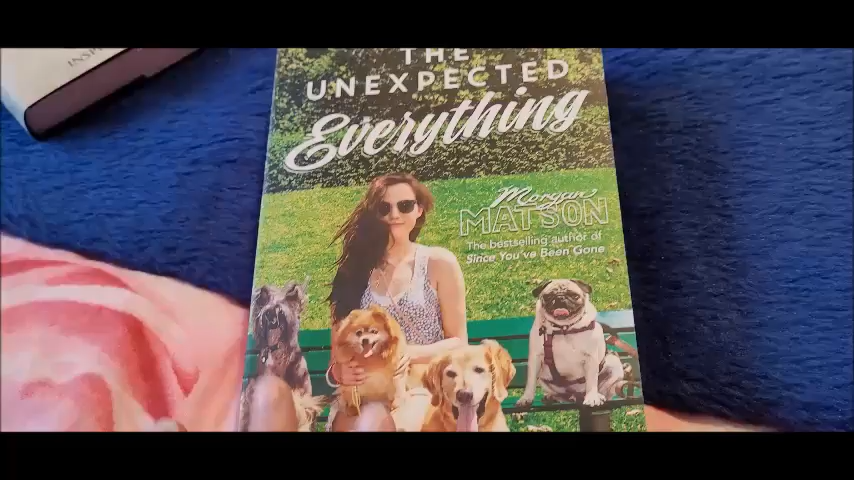 THE
UNEXPECTED
Everything
Morgan
MATSON
The bestselling author of
Since You've Been Gone